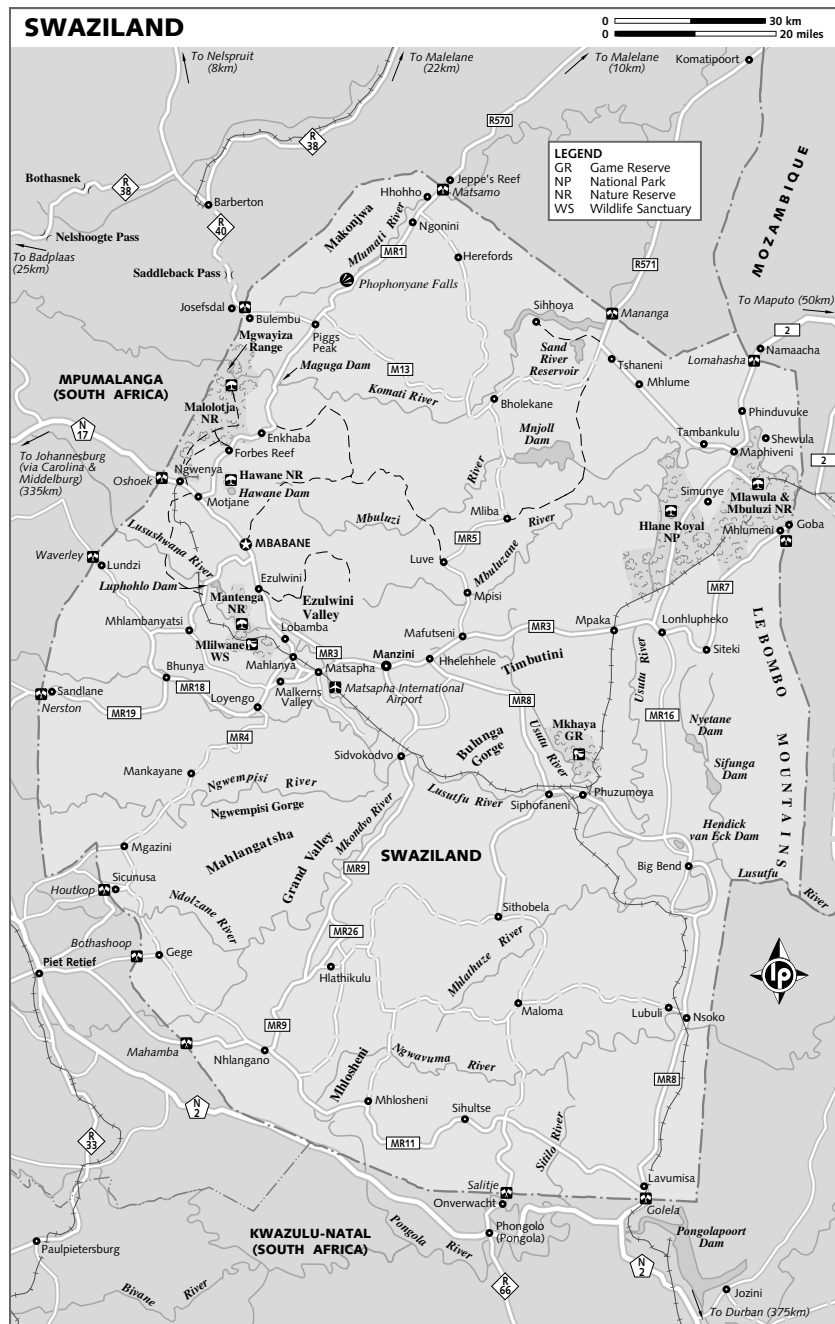 SWAZILAND
0 30 km
0 20 miles
To Nelspruit
(8km)
To Malelane
(22km)
To Malelane
(10km)
Komatipoort
R
38
R570
LEGEND
GR Game Reserve
NP National Park
NR Nature Reserve
WS Wildlife Sanctuary
Bothasnek
R
38
Barberton
Jeppe's Reef
Matsamo
Hhohho
MOZAMBIQUE
R
40
Nelshoogte Pass
To Badplaas
(25km)
Makonjwa
Mlumati River
Ngonini
MR1
Herefords
R571
Saddleback Pass
Phophonyane Falls
To Maputo (50km)
Josefsdal
Bulembu
Piggs
Peak
Sihhoya
Mananga
2
Mgwayiza
Range
Sand
River
Reservoir
Lomahasha
Namaacha
Maguga Dam
M13
Tshaneni
MPUMALANGA
(SOUTH AFRICA)
Komati River
Mhlume
Malolotja
NR
Bholekane
Phinduvuke
N
17
Enkhaba
Mnjoll
Dam
Tambankulu
Shewula
Forbes Reef
Maphiveni
2
To Johannesburg
(via Carolina &
Middelburg)
(335km)
Oshoek
Ngwenya
Hawane NR
Hawane Dam
River
Simunye
Mlawula &
Mbuluzi NR
Motjane
Mbuluzi
Mliba
River
Hlane Royal
NP
Mhlumeni
Goba
Lusushwana River
MBABANE
MR5
Waverley
Lundzi
Luve
Mbuluzane
MR7
Luphohlo Dam
Ezulwini
Mpisi
Mantenga
NR
Ezulwini
Valley
Mhlambanyatsi
Lobamba
Mafutseni
MR3
Mpaka
Lonhlupheko
LEBOMBO MOUNTAINS
Mlilwane
WS
Mahlanya
MR3
Manzini
Hhelehhle
Timbutini
Usutu River
Siteki
Bhunya
Matsapha
Sandlane
Nerston
MR18
Malkerns
Valley
Matsapha International
Airport
MR19
Loyengo
MR8
Usutu River
Mkhaya
GR
MR16
Nyetane
Dam
MR4
Bulunga
Gorge
Sidvokodvo
Sifunga
Dam
Mankayane
Ngwempisi River
Lusutfu River
Siphofaneni
Phuzumoya
Ngwempisi Gorge
Mkondvo River
Hendick
van Eck Dam
Mahlangatsha
Grand Valley
SWAZILAND
Mgazini
MR9
Big Bend
Lusutfu
River
Sicunusa
Houtkop
Ndolzane River
Sithobela
Bothashoop
MR26
Mhlathuze River
Gege
Piet Retief
Hlathikulu
lp
Maloma
Lubuli
Nsoko
MR9
Mahamba
Nhlangano
Mhlosheni
Ngwavuma
River
MR8
N
2
Mhlosheni
Sihultse
R
33
MR11
Sitilo River
Lavumisa
Salitje
Onverwacht
Golela
KWAZULU-NATAL
(SOUTH AFRICA)
Pongola
River
Phongolo
(Pongola)
Pongolapoort
Dam
Paulpietersburg
N
2
R
66
Bivane River
Jozini
To Durban (375km)